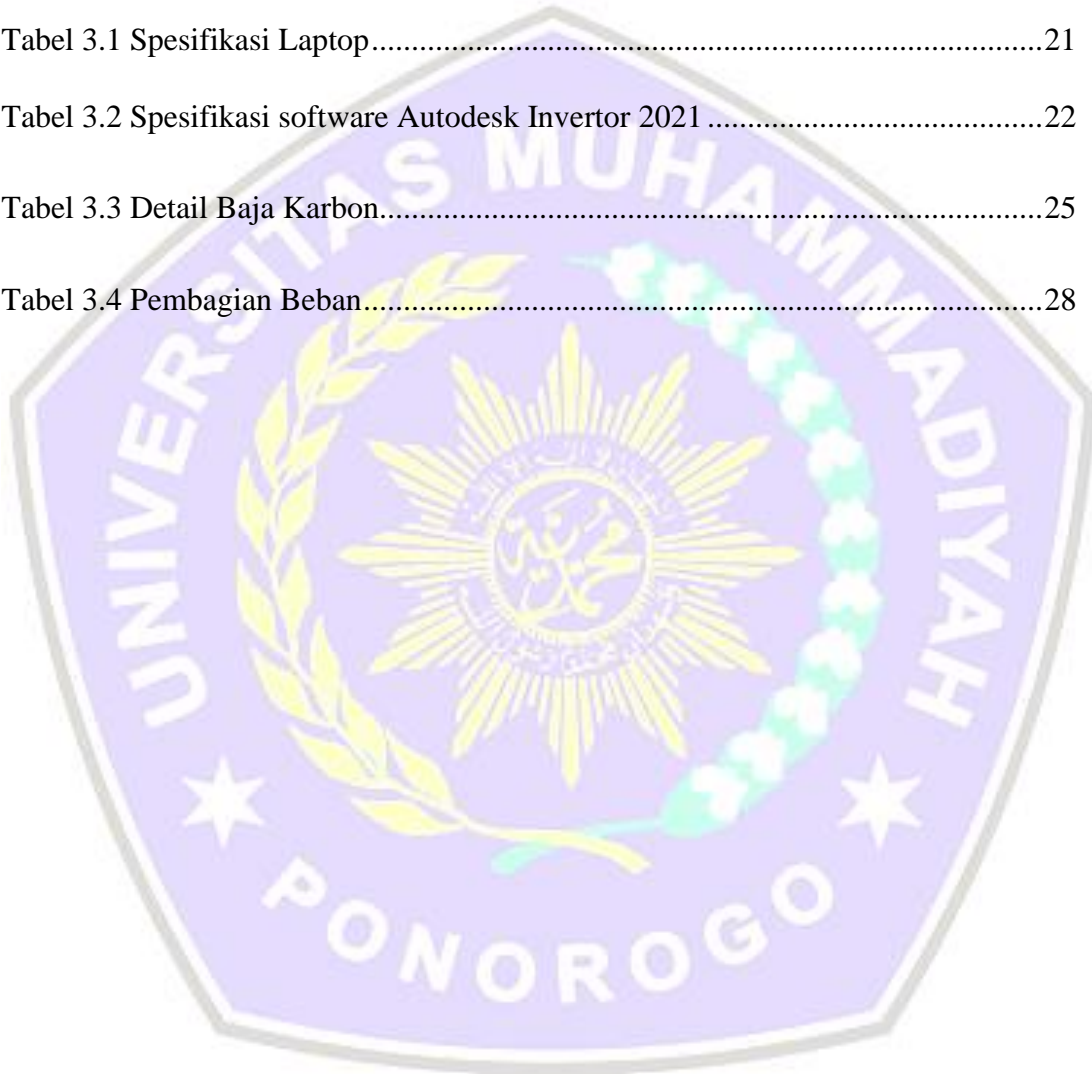 Tabel 3.1 Spesifikasi Laptop....................................................................................21
Tabel 3.2 Spesifikasi software Autodesk Invertor 2021..........................................22
Tabel 3.3 Detail Baja Karbon...................................................................................25
Tabel 3.4 Pembagian Beban.....................................................................................28
UNIVERSITAS MUHAMMADIYAH
PONOROGO
محمدية